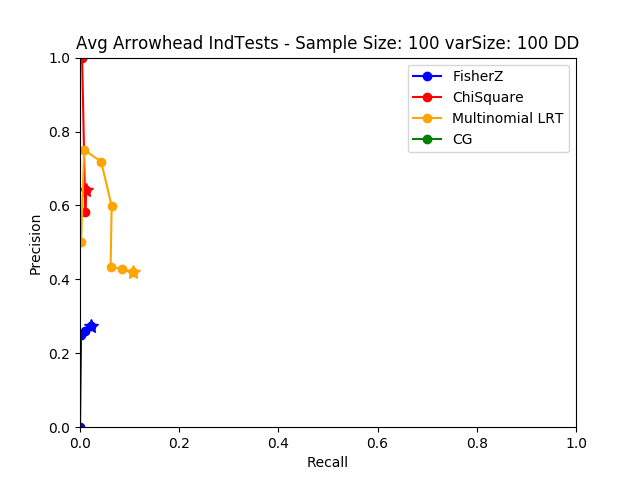 Avg Arrowhead IndTests - Sample Size: 100 varSize: 100 DD
1.0
0.8
0.6
0.4
0.2
0.0
Precision
FisherZ
ChiSquare
Multinomial LRT
CG
0.0 0.2 0.4 0.6 0.8 1.0
Recall